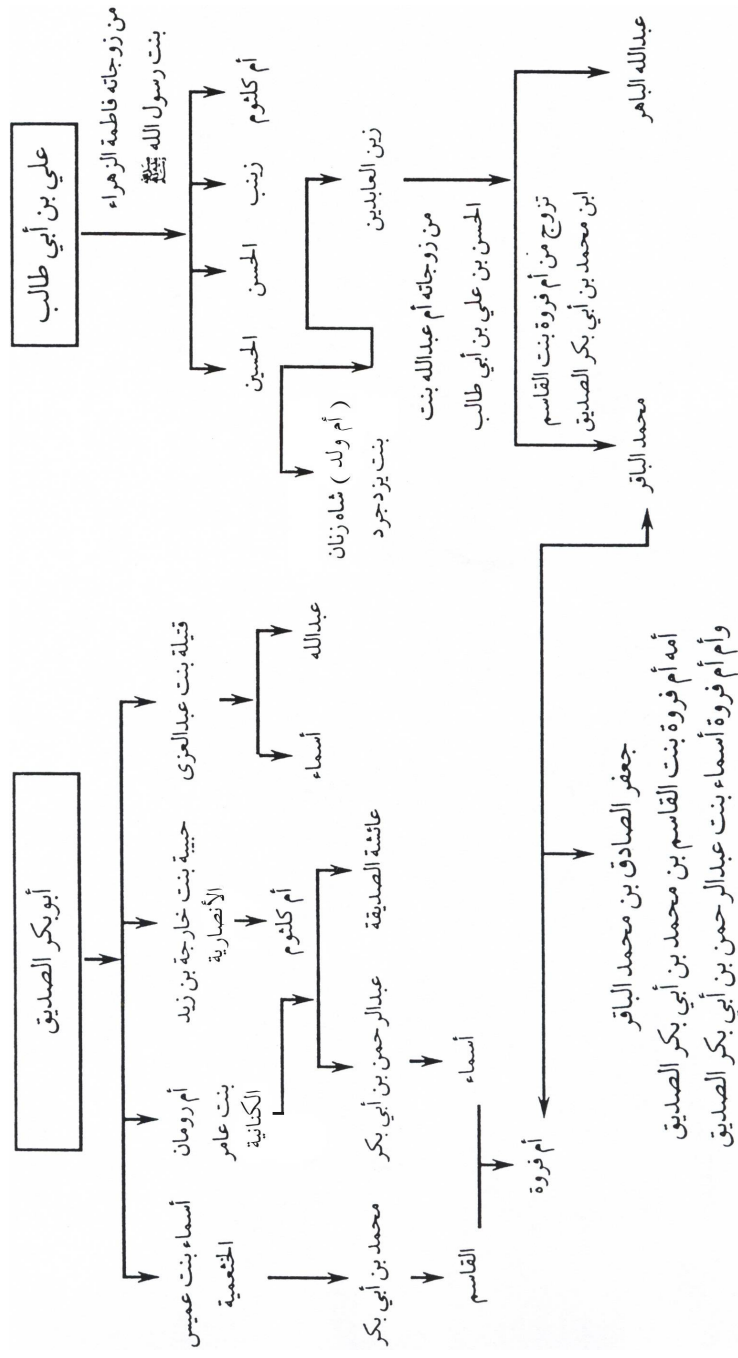 علي بن أبي طالب
من زوجاته فاطمة الزهراء
بنت رسول الله ﷺ
أم كلثوم
زينب
الحسن
الحسين
زين العابدين
( أم ولد ) شاه زنان
بنت يزدجرد
من زوجاته أم عبدالله بنت
الحسن بن علي بن أبي طالب
عبدالله الباهر
تزوج من أم فروة بنت القاسم
ابن محمد بن أبي بكر الصديق
محمد الباقر
أبو بكر الصديق
قتيلة بنت عبدالعزى
حبيبة بنت خارجة بن زيد
الأنصارية
أم رومان
بنت عامر
الكنانية
أسماء بنت عميس
الخثعمية
عبدالله
أسماء
أم كلثوم
عائشة الصديقة
عبدالرحمن بن أبي بكر
محمد بن أبي بكر
أسماء
القاسم
أم فروة
جعفر الصادق بن محمد الباقر
أمه أم فروة بنت القاسم بن محمد بن أبي بكر الصديق
وأم أم فروة أسماء بنت عبدالرحمن بن أبي بكر الصديق